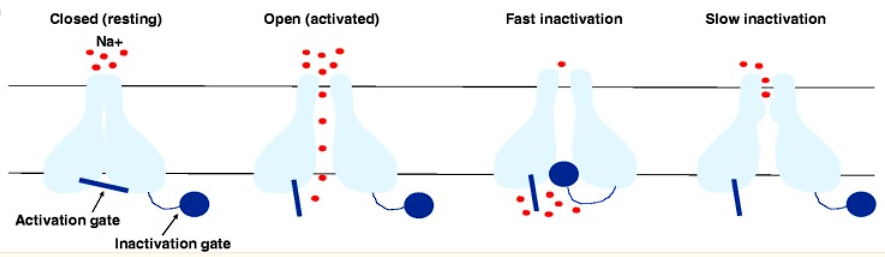 Closed (resting)
Open (activated)
Fast inactivation
Slow inactivation
Na+
Activation gate
Inactivation gate